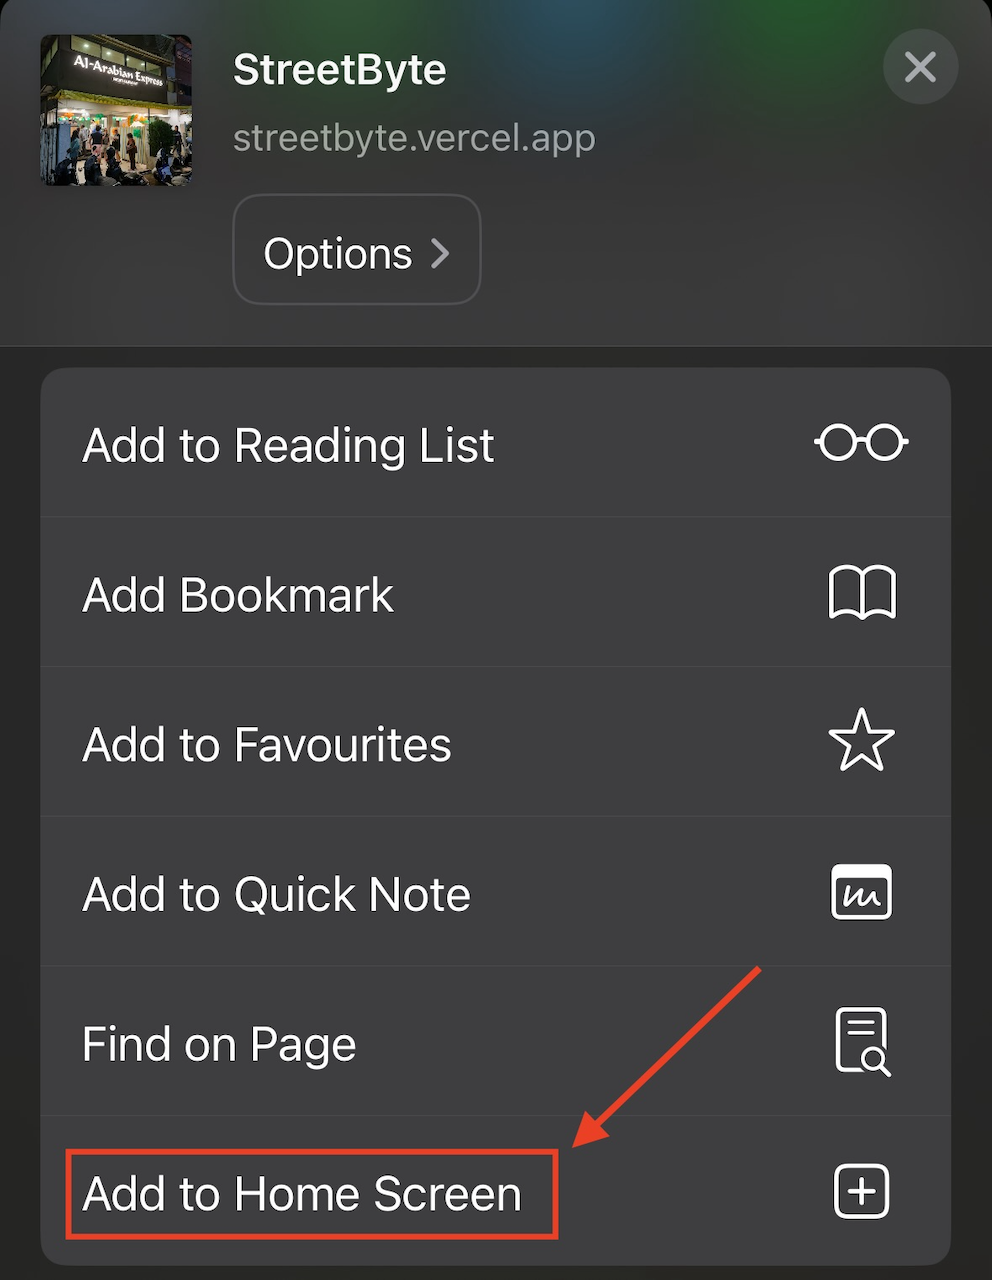 Al-Arabian Express
StreetByte
streetbyte.vercel.app
Options
Add to Reading List
Add Bookmark
Add to Favourites
Add to Quick Note
Find on Page
Add to Home Screen